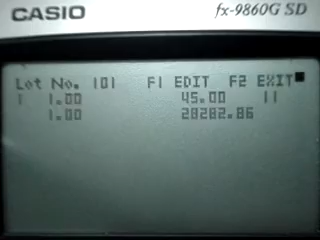 CASIO
fx-9860G SD
Lot No. 101 F1 EDIT F2 EXIT
1 1.00 45.00 11
1.00 28282.86